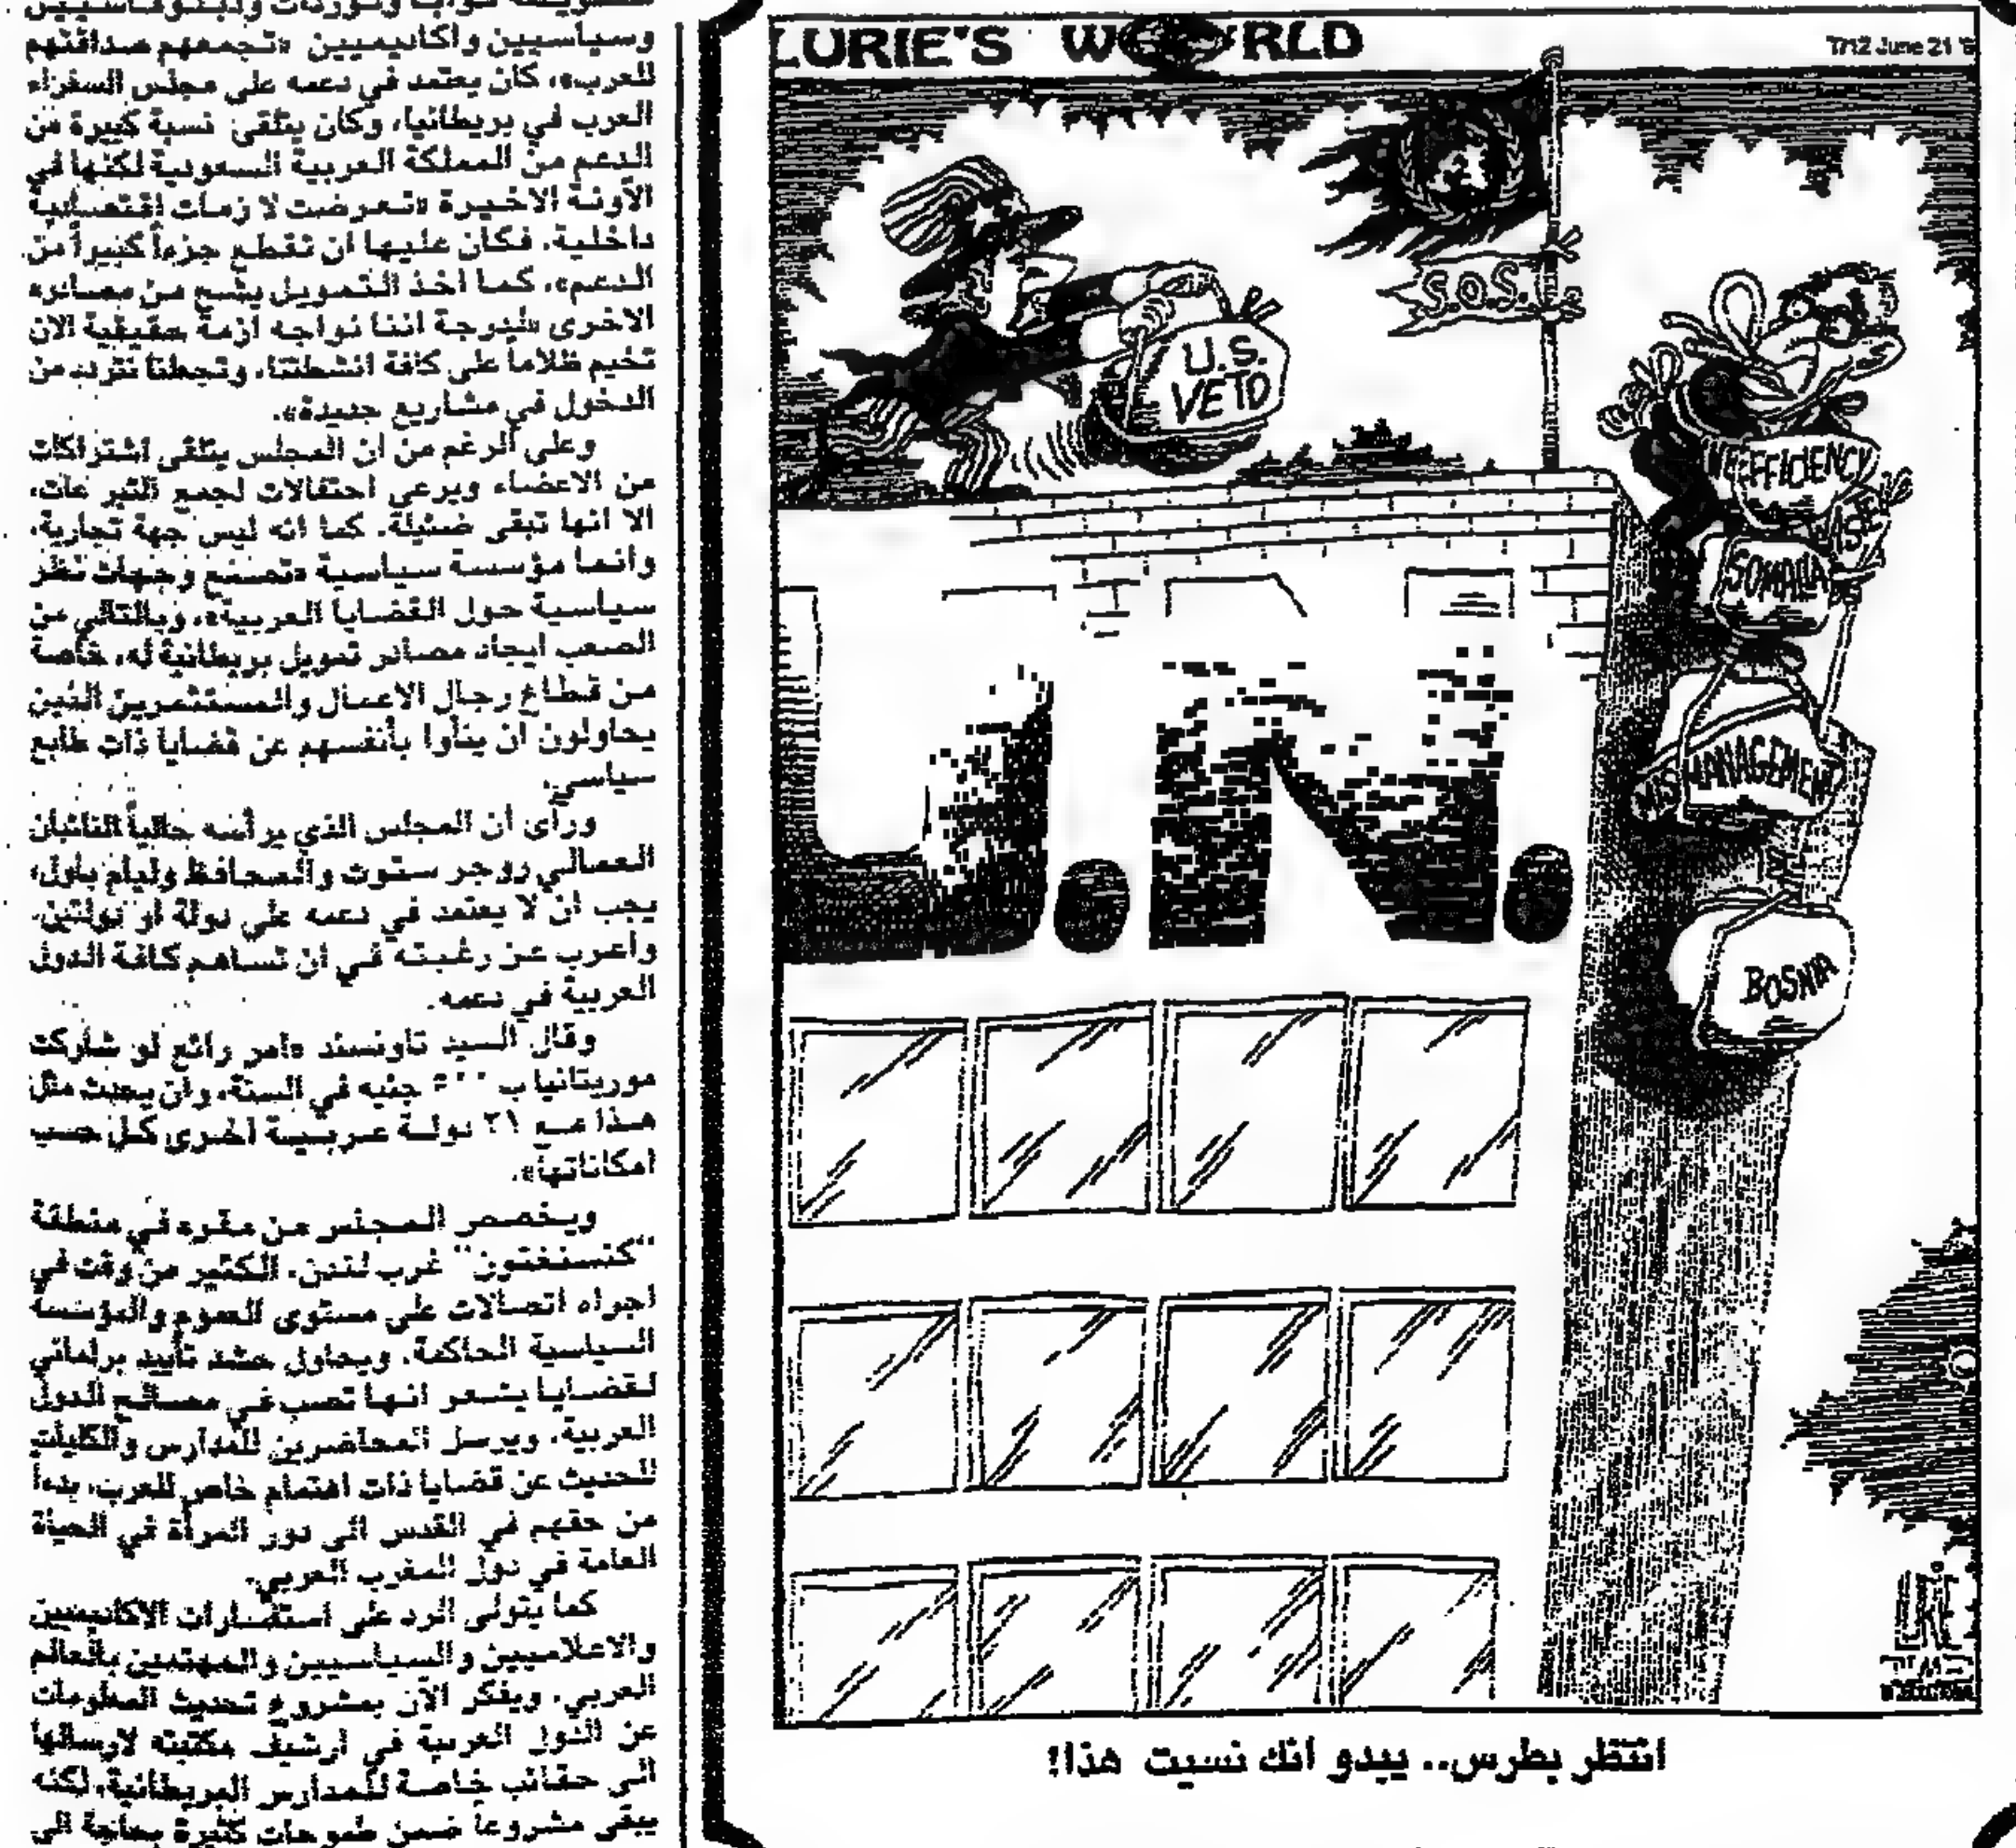 وسياسيين واكاديميين «تجمعهم صداقتهم
للعرب»، كان يعتمد في دعمه على مجلس السفراء
العرب في بريطانيا، وكان يتلقى نسبة كبيرة من
الدعم من المملكة العربية السعودية لكنها في
الآونة الاخيرة «تعرضت لا زمات اقتصادية
داخلية، فكان عليها ان تقطع جزءاً كبيراً من
الدعم»، كما اخذ التمويل يشح من مصادره
الاخرى «لدرجة اننا نواجه ازمة حقيقية الان
تخيم ظلاماً على كافة انشطتنا، وتجعلنا نتردد من
الدخول في مشاريع جديدة».
وعلى الرغم من ان المجلس يتلقى اشتراكات
من الاعضاء ويرعى احتفالات لجمع التبرعات،
الا انها تبقى ضئيلة، كما انه ليس جهة تجارية،
وانما مؤسسة سياسية «تصنع وجهات نظر
سياسية حول القضايا العربية»، وبالتالي من
الصعب ايجاد مصادر تمويل بريطانية له، خاصة
من قطاع رجال الاعمال والمستثمرين الذين
يحاولون ان ينأوا بأنفسهم عن قضايا ذات طابع
سياسي.
ورأى ان المجلس الذي يرأسه حالياً النائبان
العمالي روجر ستوت والمحافظ وليام باول،
يجب ان لا يعتمد في دعمه على دولة او دولتين،
واعرب عن رغبته في ان تساهم كافة الدول
العربية في دعمه.
وقال السيد تاونسند «امر رائع لو شاركت
موريتانيا ب ٥٠٠ جنيه في السنة، وان يحدث مثل
هذا مع ٢١ دولة عربية اخرى كل حسب
امكاناتها».
ويخصص المجلس من مقره في منطقة
"كنسنغتون" غرب لندن، الكثير من وقت في
اجراء اتصالات على مستوى العموم والمؤسسة
السياسية الحاكمة، ويحاول حشد تأييد برلماني
لقضايا يشعر انها تصب في مصالح الدول
العربية، ويرسل المحاضرين للمدارس والكليات
للحديث عن قضايا ذات اهتمام خاص للعرب، بدءاً
من حقهم في القدس الى دور المرأة في الحياة
العامة في دول المغرب العربي.
كما يتولى الرد على استفسارات الاكاديميين
والاعلاميين والسياسيين والمهتمين بالعالم
العربي، ويفكر الآن بمشروع تحديث المعلومات
عن الدول العربية في ارشيف مكتبته لارسالها
الى حقائب خاصة للمدارس البريطانية، لكنه
يبقى مشروعاً ضمن طموحات كثيرة بحاجة الى
LURIE'S WORLD
7712 June 21
S.O.S.
U.S.
VETO
INEFFICIENCY
SOMALIA
MISMANAGEMENT
BOSNIA
U.N.
انتظر بطرس.. يبدو انك نسيت هذا!